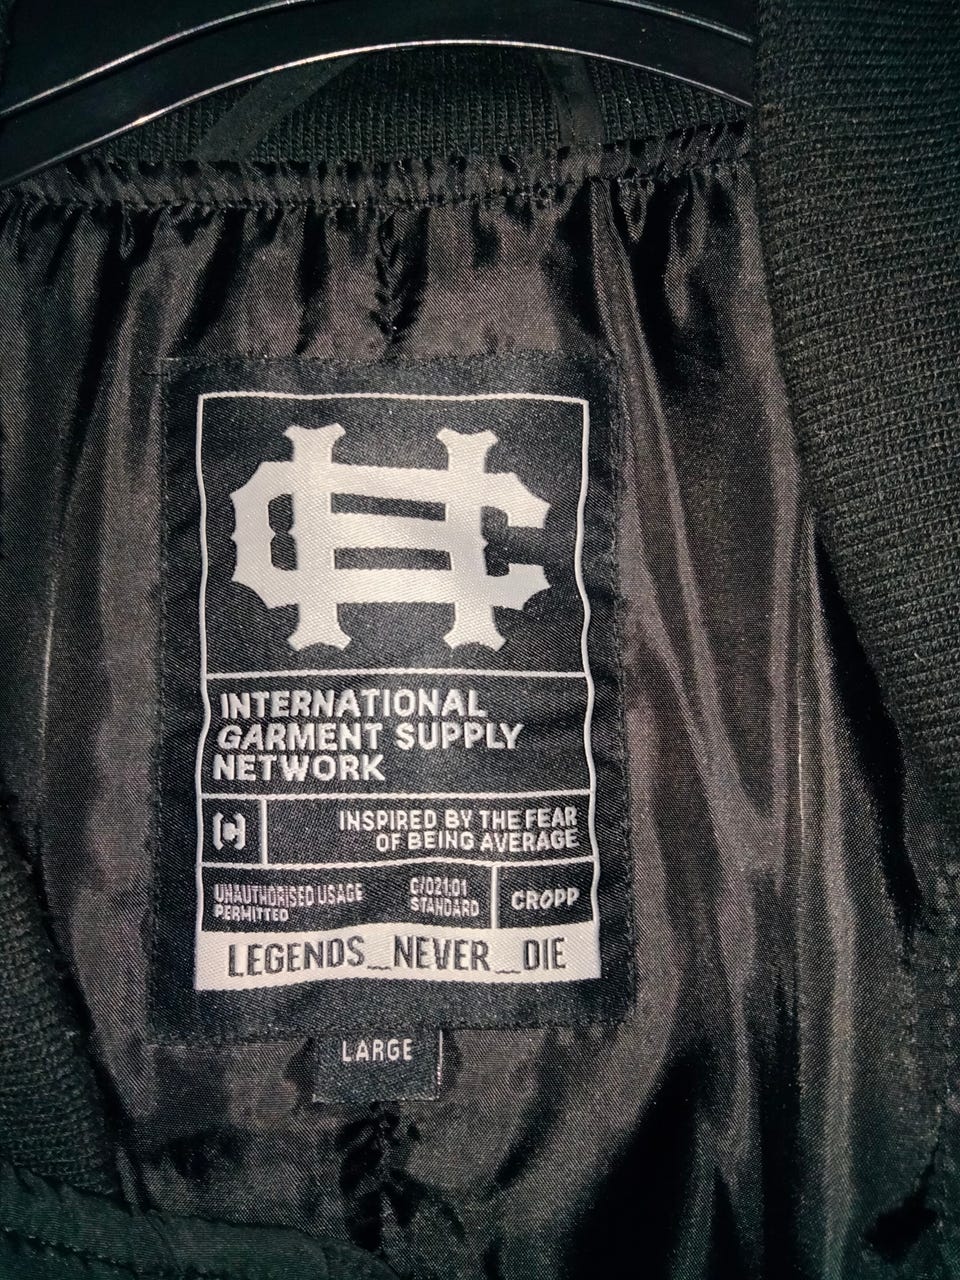 INTERNATIONAL
GARMENT SUPPLY
NETWORK
[C]
INSPIRED BY THE FEAR
OF BEING AVERAGE
UNAUTHORISED USAGE
PERMITTED
C/021.01
STANDARD
CROPP
LEGENDS_NEVER_DIE
LARGE